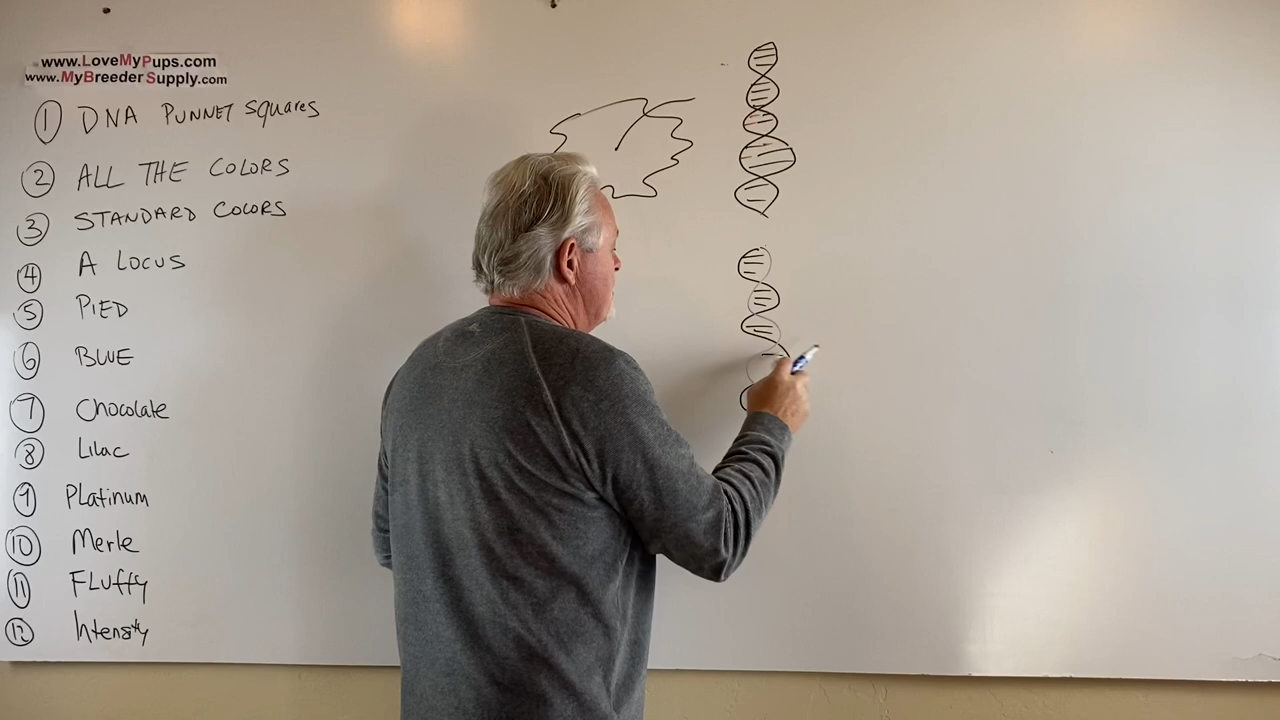 www.LoveMyPups.com
www.MyBreederSupply.com
1 DNA PUNNET SQUARES
2 ALL THE COLORS
3 STANDARD COLORS
4 A LOCUS
5 PIED
6 BLUE
7 Chocolate
8 Lilac
9 Platinum
10 Merle
11 FLuffy
12 Intensity